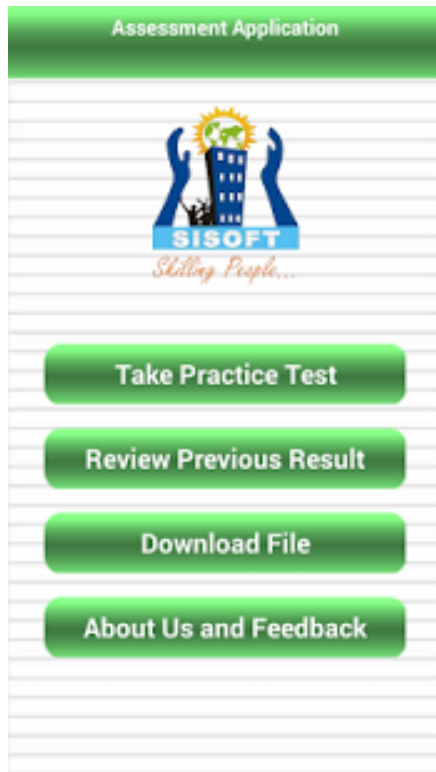 Assessment Application
SISOFT
Skilling People...
Take Practice Test
Review Previous Result
Download File
About Us and Feedback